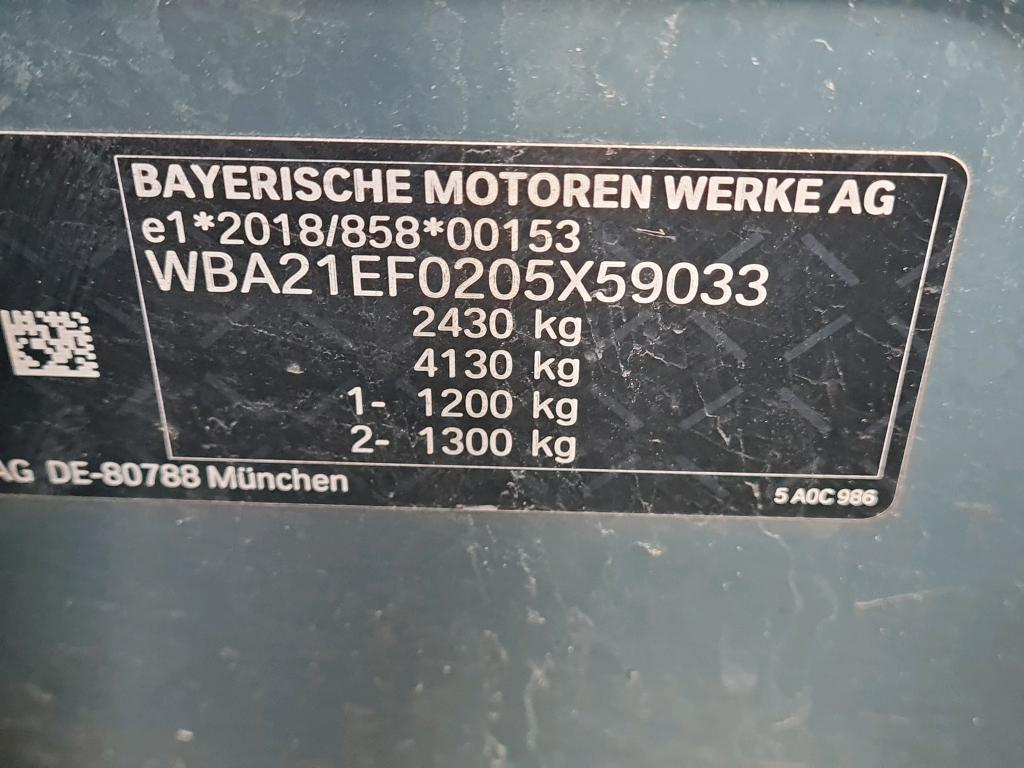 BAYERISCHE MOTOREN WERKE AG
e1*2018/858*00153
WBA21EF0205X59033
2430 kg
4130 kg
1- 1200 kg
2- 1300 kg
AG DE-80788 München
5 A0C 986